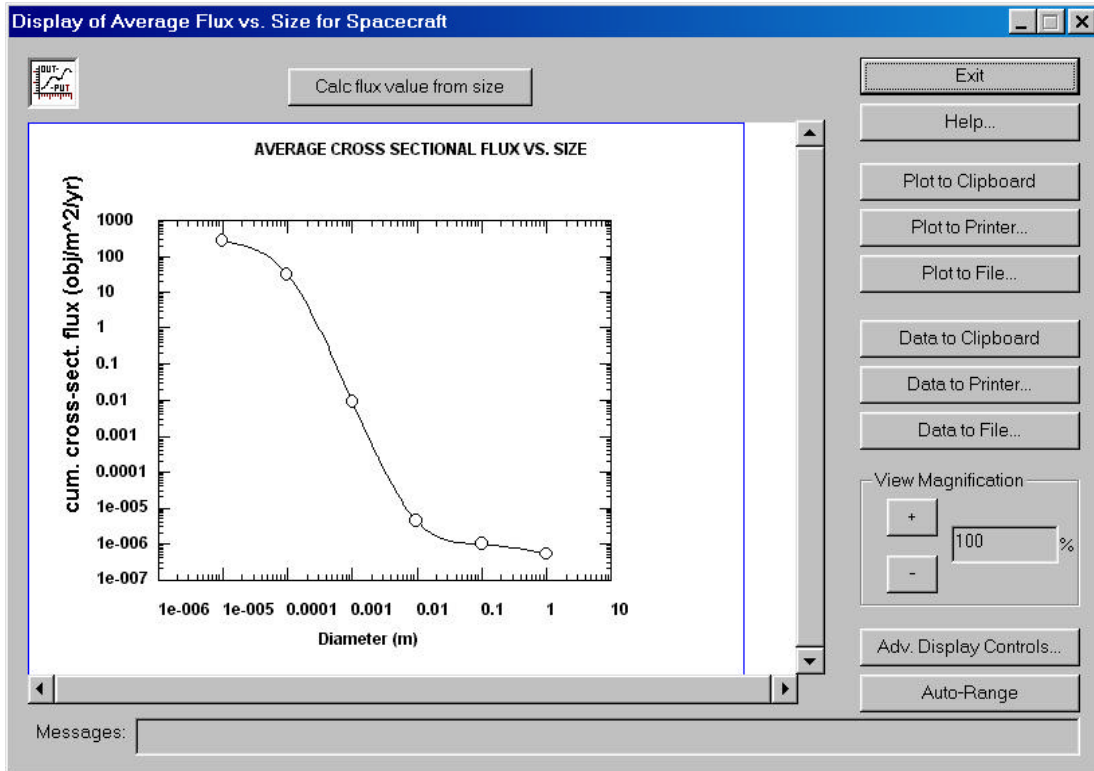 Display of Average Flux vs. Size for Spacecraft
OUT-
-PUT
Calc flux value from size
Exit
Help...
Plot to Clipboard
Plot to Printer...
Plot to File...
Data to Clipboard
Data to Printer...
Data to File...
View Magnification
+
100 %
-
Adv. Display Controls...
Auto-Range
AVERAGE CROSS SECTIONAL FLUX VS. SIZE
cum. cross-sect. flux (obj/m^2/yr)
1000
100
10
1
0.1
0.01
0.001
0.0001
1e-005
1e-006
1e-007
1e-006 1e-005 0.0001 0.001 0.01 0.1 1 10
Diameter (m)
Messages: